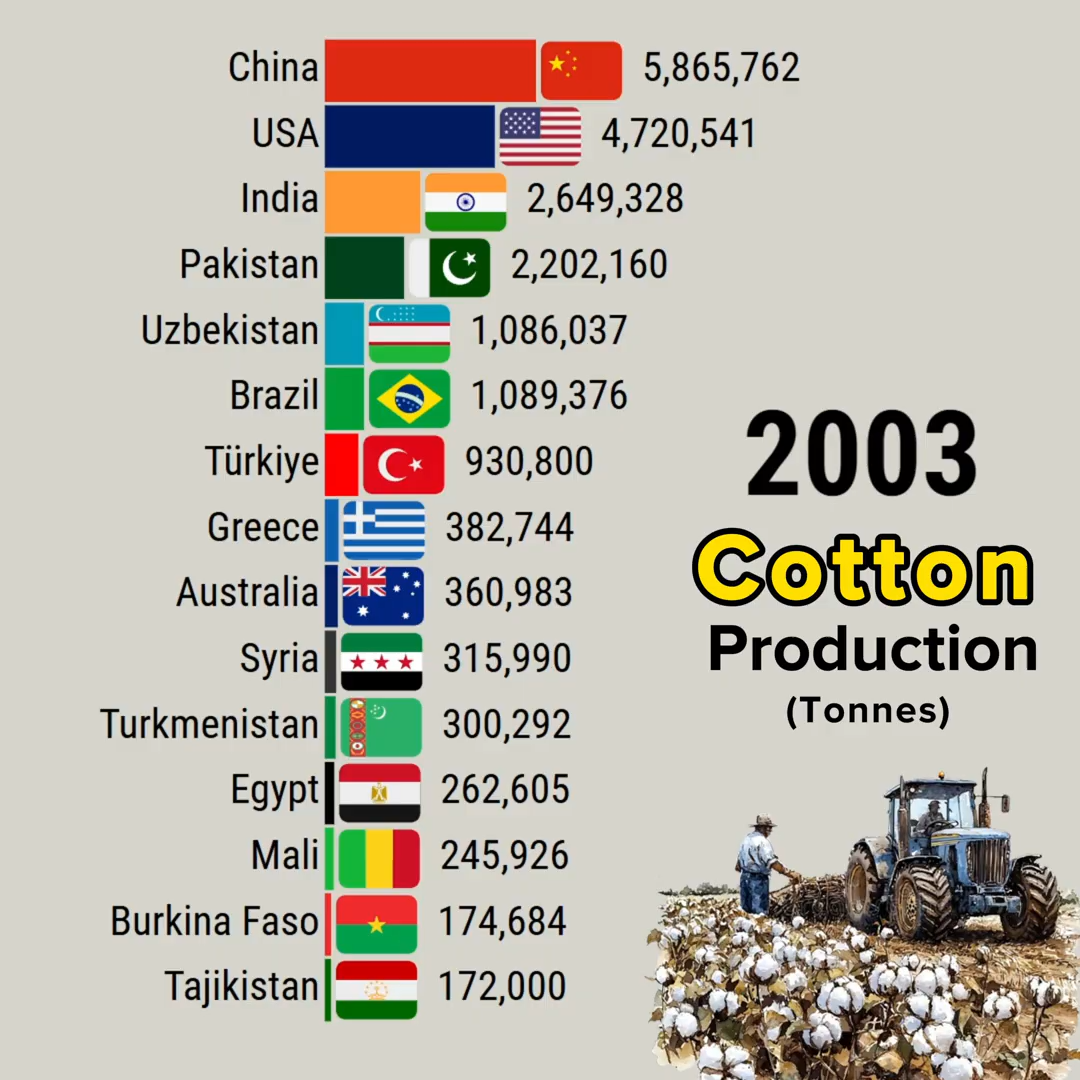 China 5,865,762
USA 4,720,541
India 2,649,328
Pakistan 2,202,160
Uzbekistan 1,086,037
Brazil 1,089,376
Türkiye 930,800
Greece 382,744
Australia 360,983
Syria 315,990
Turkmenistan 300,292
Egypt 262,605
Mali 245,926
Burkina Faso 174,684
Tajikistan 172,000
2003
Cotton
Production
(Tonnes)